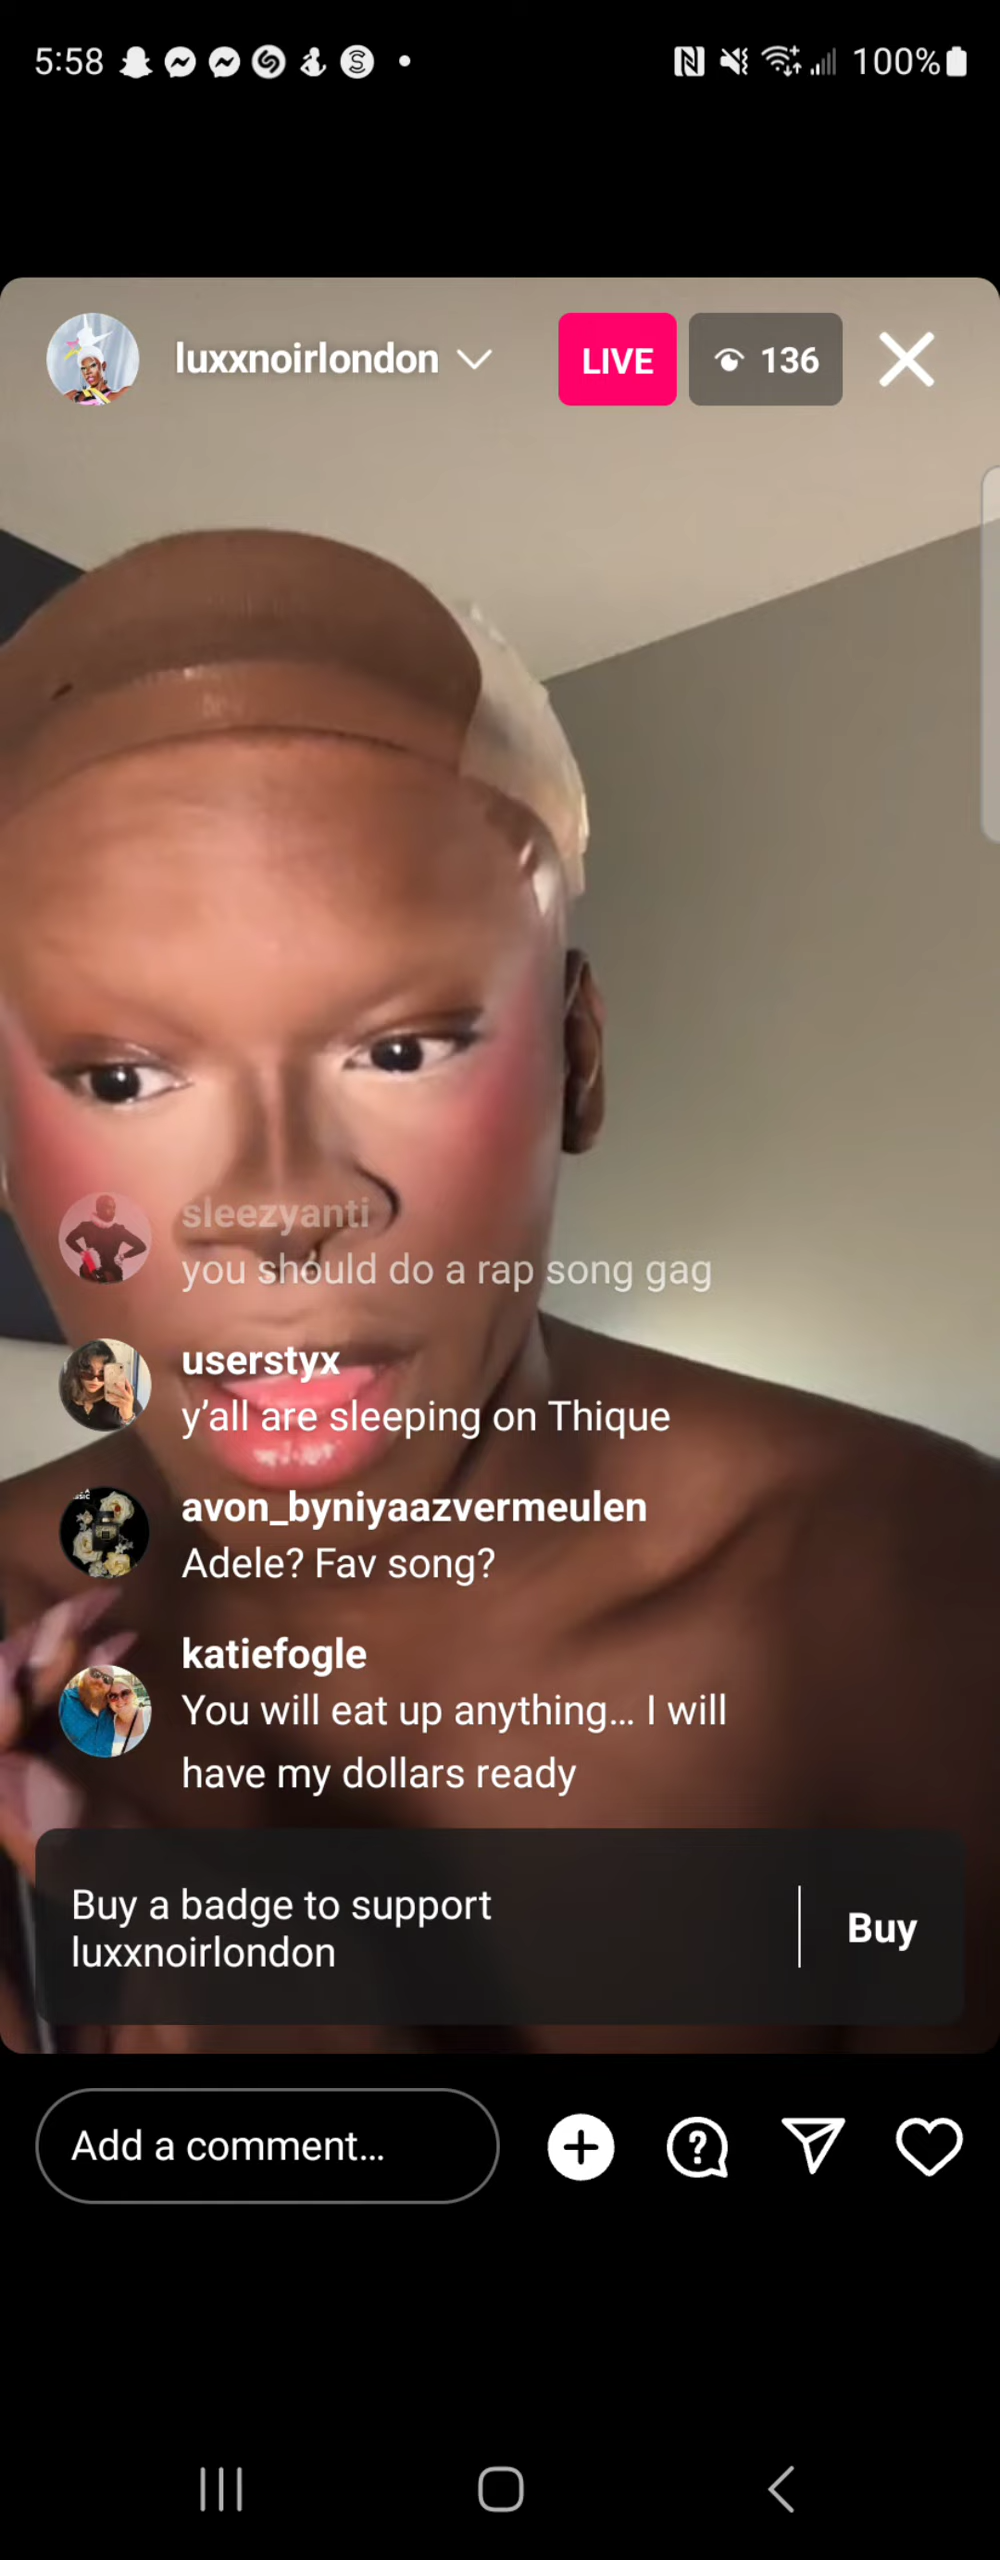 5:58
100%
luxxnoirlondon
LIVE
136
sleezyanti
you should do a rap song gag
userstyx
y’all are sleeping on Thique
avon_byniyaazvermeulen
Adele? Fav song?
katiefogle
You will eat up anything... I will
have my dollars ready
Buy a badge to support
luxxnoirlondon
Buy
Add a comment...